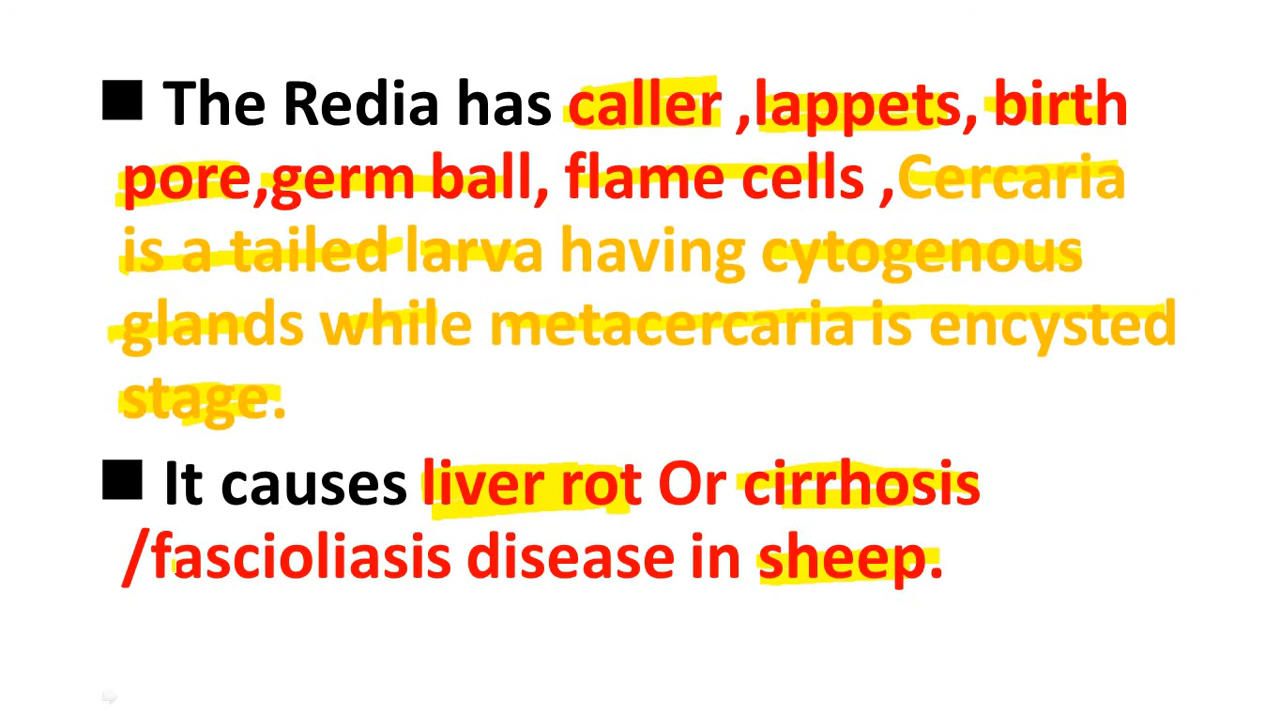 ■ The Redia has caller ,lappets, birth
pore,germ ball, flame cells ,Cercaria
is a tailed larva having cytogenous
glands while metacercaria is encysted
stage.
■ It causes liver rot Or cirrhosis
/fascioliasis disease in sheep.